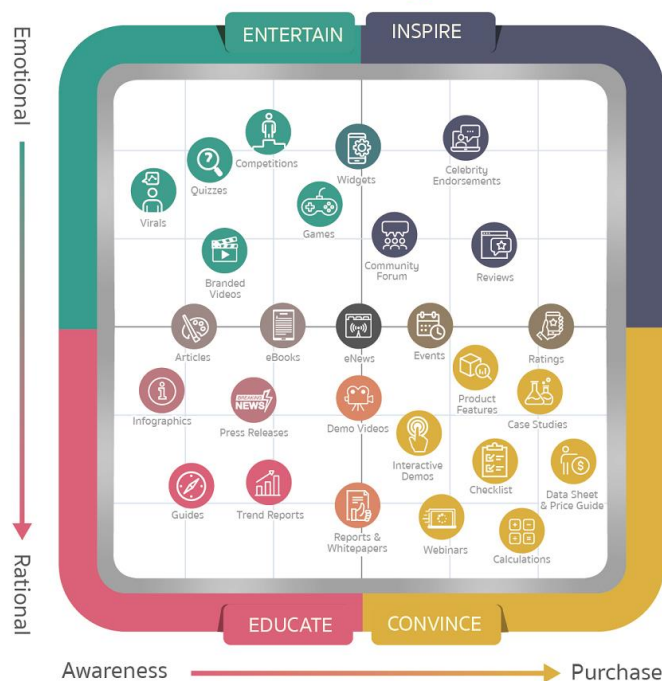 ENTERTAIN
INSPIRE
Emotional
Competitions
Celebrity
Endorsements
Widgets
Quizzes
Virals
Games
Community
Forum
Reviews
Branded
Videos
Articles
eBooks
eNews
Events
Ratings
Infographics
BREAKING
NEWS
Press Releases
Demo Videos
Product
Features
Case Studies
Interactive
Demos
Checklist
Data Sheet
& Price Guide
Guides
Trend Reports
Reports &
Whitepapers
Webinars
Calculations
Rational
EDUCATE
CONVINCE
Awareness
Purchase